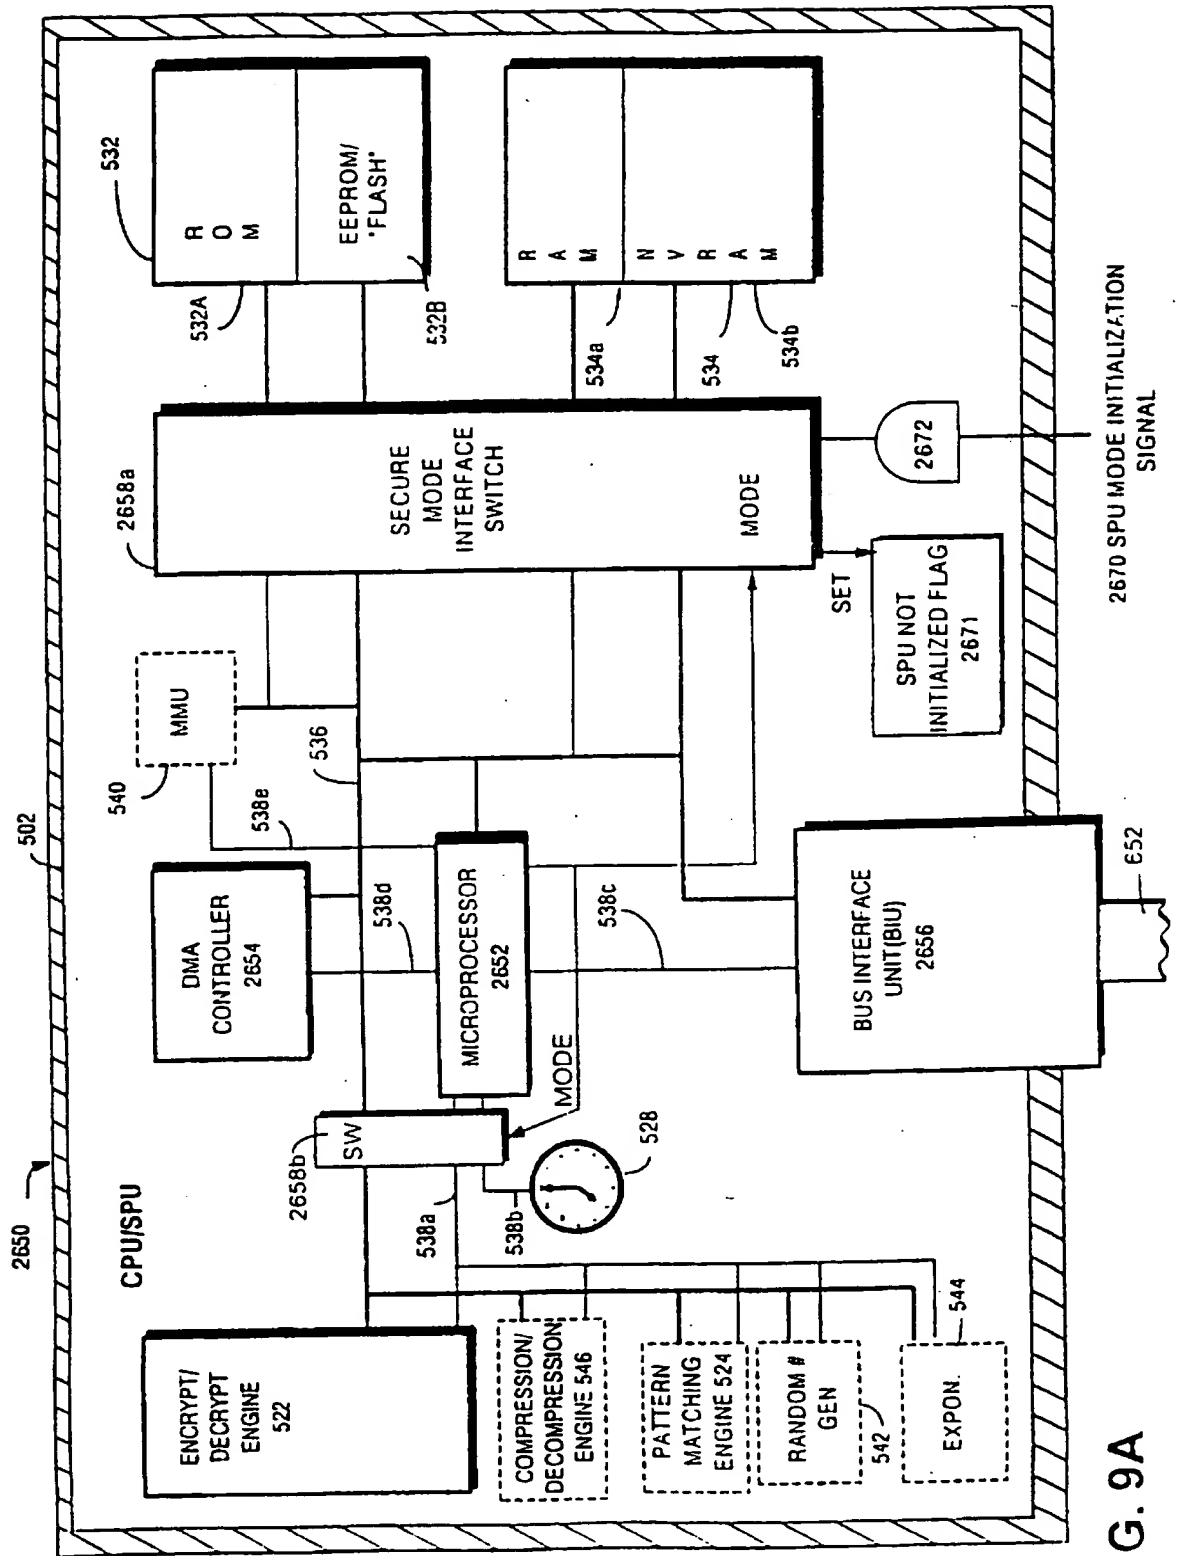 2650
502
CPU/SPU
ENCRYPT/
DECRYPT
ENGINE
522
2658b
SW
DMA
CONTROLLER
2654
540
MMU
2658a
532
R
O
M
532A
EEPROM/
"FLASH"
532B
538a
538b
528
MODE
MICROPROCESSOR
2652
538d
538e
536
538c
SECURE
MODE
INTERFACE
SWITCH
MODE
R
A
M
534a
N
V
R
A
M
534
534b
COMPRESSION/
DECOMPRESSION
ENGINE 546
PATTERN
MATCHING
ENGINE 524
RANDOM #
GEN
542
EXPON.
544
BUS INTERFACE
UNIT(BIU)
2656
652
SET
SPU NOT
INITIALIZED FLAG
2671
2672
2670 SPU MODE INITIALIZATION
SIGNAL
G. 9A